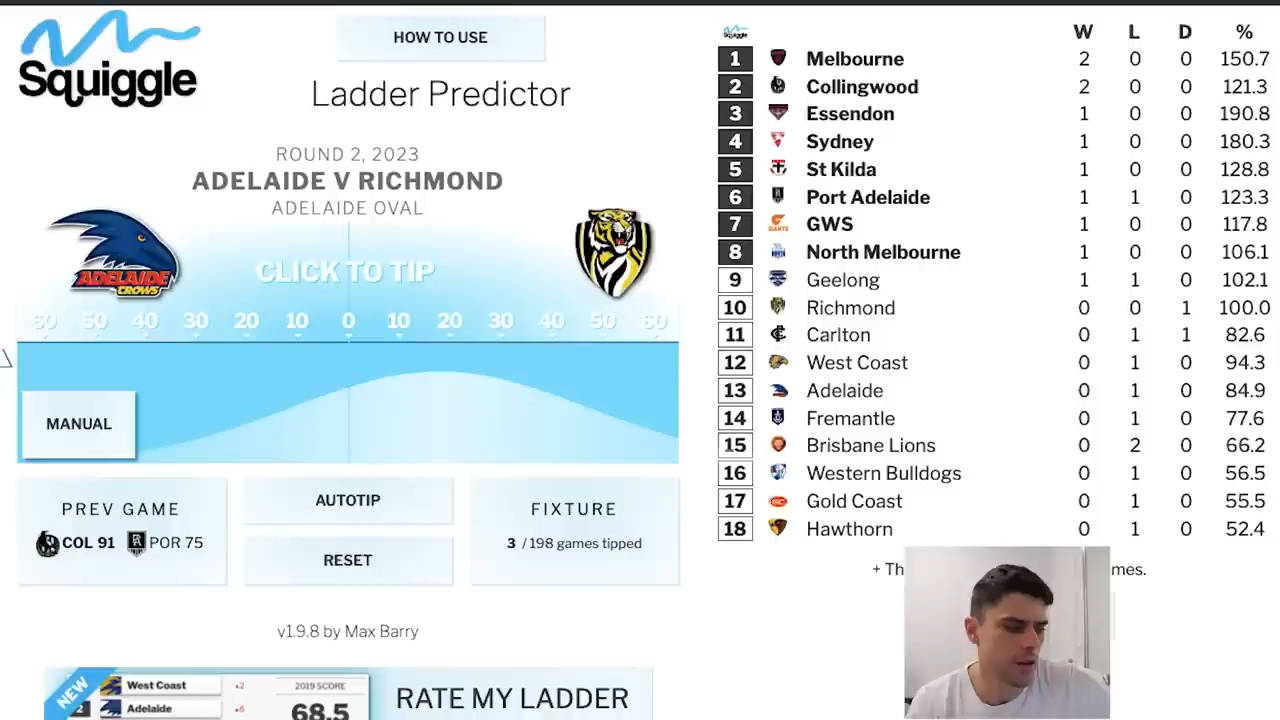 Squiggle
HOW TO USE
Ladder Predictor
ROUND 2, 2023
ADELAIDE V RICHMOND
ADELAIDE OVAL
ADELAIDE
CROWS
CLICK TO TIP
60 50 40 30 20 10 0 10 20 30 40 50 60
MANUAL
PREV GAME
COL 91 POR 75
AUTOTIP
RESET
FIXTURE
3 / 198 games tipped
v1.9.8 by Max Barry
NEW
West Coast ▲2
2 Adelaide ▲6
2019 SCORE
68.5
RATE MY LADDER
Squiggle W L D %
1 Melbourne 2 0 0 150.7
2 Collingwood 2 0 0 121.3
3 Essendon 1 0 0 190.8
4 Sydney 1 0 0 180.3
5 St Kilda 1 0 0 128.8
6 Port Adelaide 1 1 0 123.3
7 GWS 1 0 0 117.8
8 North Melbourne 1 0 0 106.1
9 Geelong 1 1 0 102.1
10 Richmond 0 0 1 100.0
11 Carlton 0 1 1 82.6
12 West Coast 0 1 0 94.3
13 Adelaide 0 1 0 84.9
14 Fremantle 0 1 0 77.6
15 Brisbane Lions 0 2 0 66.2
16 Western Bulldogs 0 1 0 56.5
17 Gold Coast 0 1 0 55.5
18 Hawthorn 0 1 0 52.4
+ Th mes.